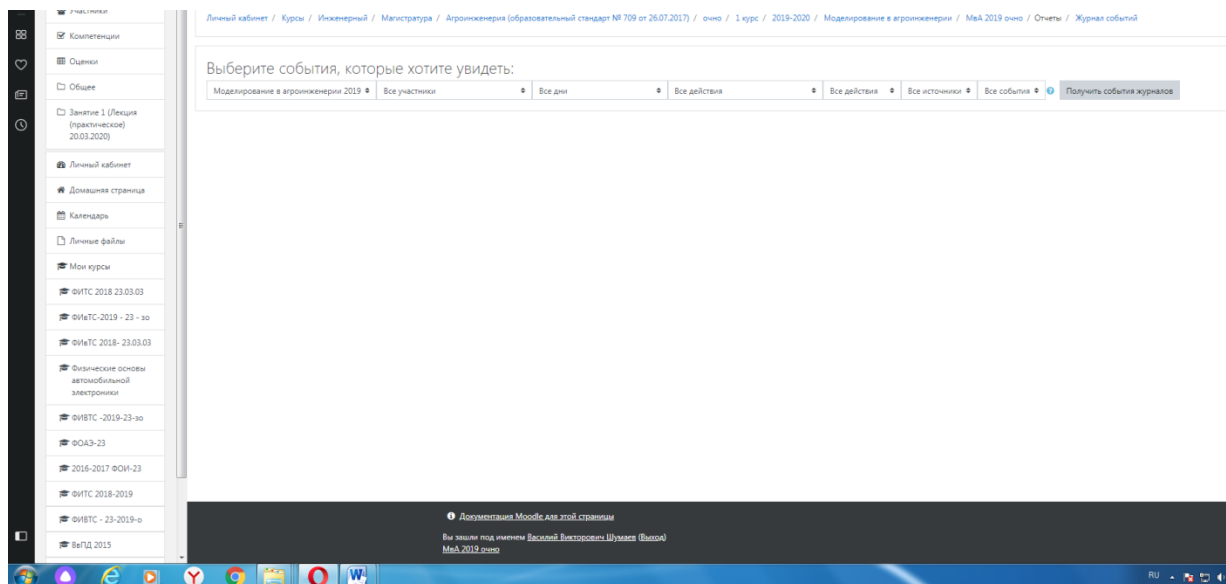 Участники
Личный кабинет / Курсы / Инженерный / Магистратура / Агроинженерия (образовательный стандарт № 709 от 26.07.2017) / очно / 1 курс / 2019-2020 / Моделирование в агроинженерии / МвА 2019 очно / Отчеты / Журнал событий
Компетенции
Оценки
Выберите события, которые хотите увидеть:
Общее
Моделирование в агроинженерии 2019 Все участники Все дни Все действия Все действия Все источники Все события Получить события журналов
Занятие 1 (Лекция
(практическое)
20.03.2020)
Личный кабинет
Домашняя страница
Календарь
Личные файлы
Мои курсы
ФИТС 2018 23.03.03
ФИвТС-2019 - 23 - зо
ФИвТС 2018- 23.03.03
Физические основы
автомобильной
электроники
ФИВТС -2019-23-зо
ФОАЭ-23
2016-2017 ФОИ-23
ФИТС 2018-2019
ФИВТС - 23-2019-о
ВвПД 2015
Документация Moodle для этой страницы
Вы зашли под именем Василий Викторович Шумаев (Выход)
МвА 2019 очно
RU